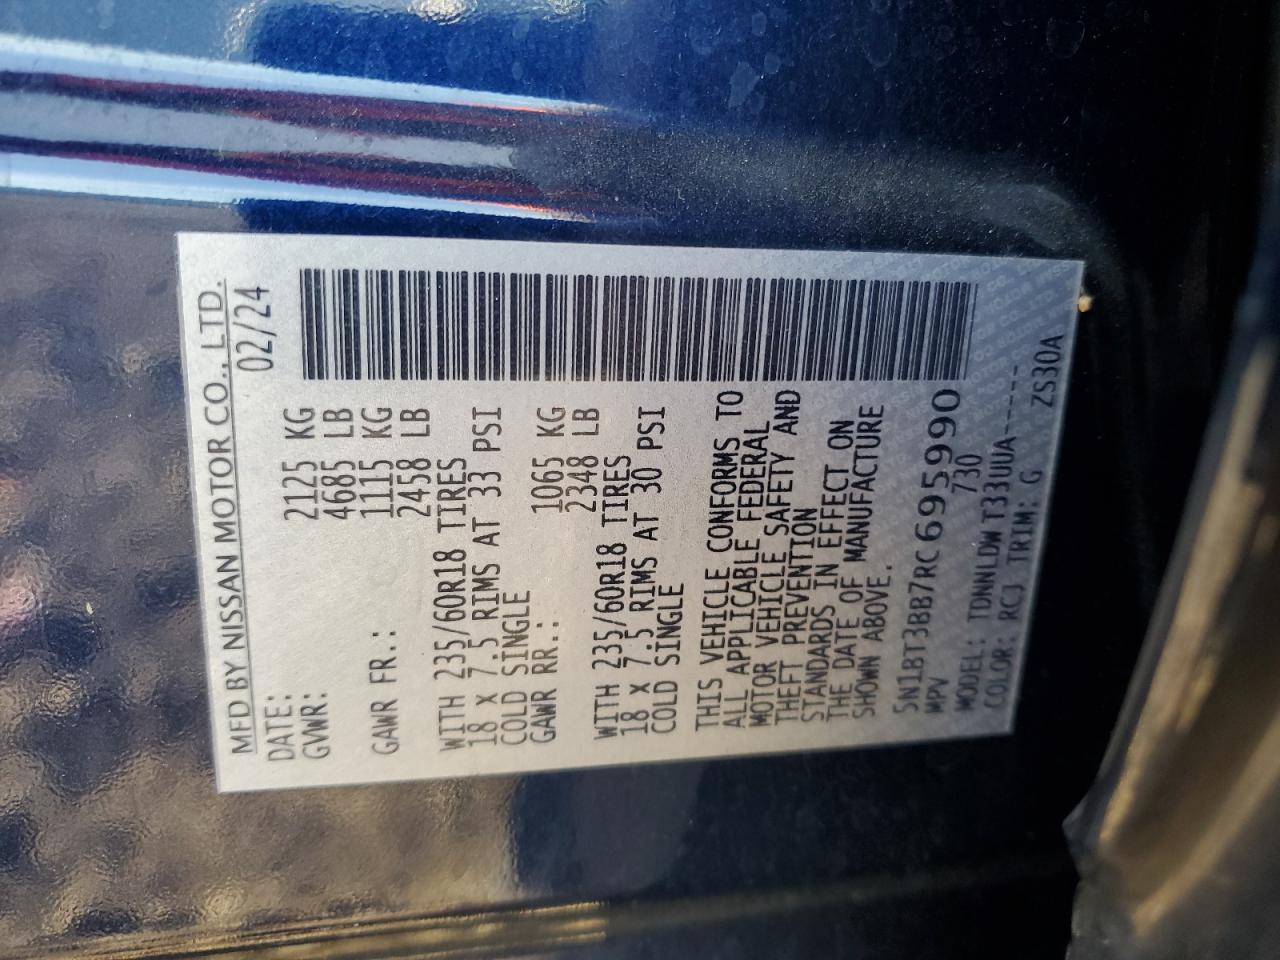 MFD BY NISSAN MOTOR CO., LTD.
DATE: 02/24
GVWR: 2125 KG
4685 LB
GAWR FR.: 1115 KG
2458 LB
WITH 235/60R18 TIRES
18 X 7.5 RIMS AT 33 PSI
COLD SINGLE
GAWR RR.: 1065 KG
2348 LB
WITH 235/60R18 TIRES
18 X 7.5 RIMS AT 30 PSI
COLD SINGLE
THIS VEHICLE CONFORMS TO
ALL APPLICABLE FEDERAL
MOTOR VEHICLE SAFETY AND
THEFT PREVENTION
STANDARDS IN EFFECT ON
THE DATE OF MANUFACTURE
SHOWN ABOVE.
5N1BT3BB7RC695990
MPV 730
MODEL: TDNNLDW T33UUA------
COLOR: RCJ TRIM: G ZS30A